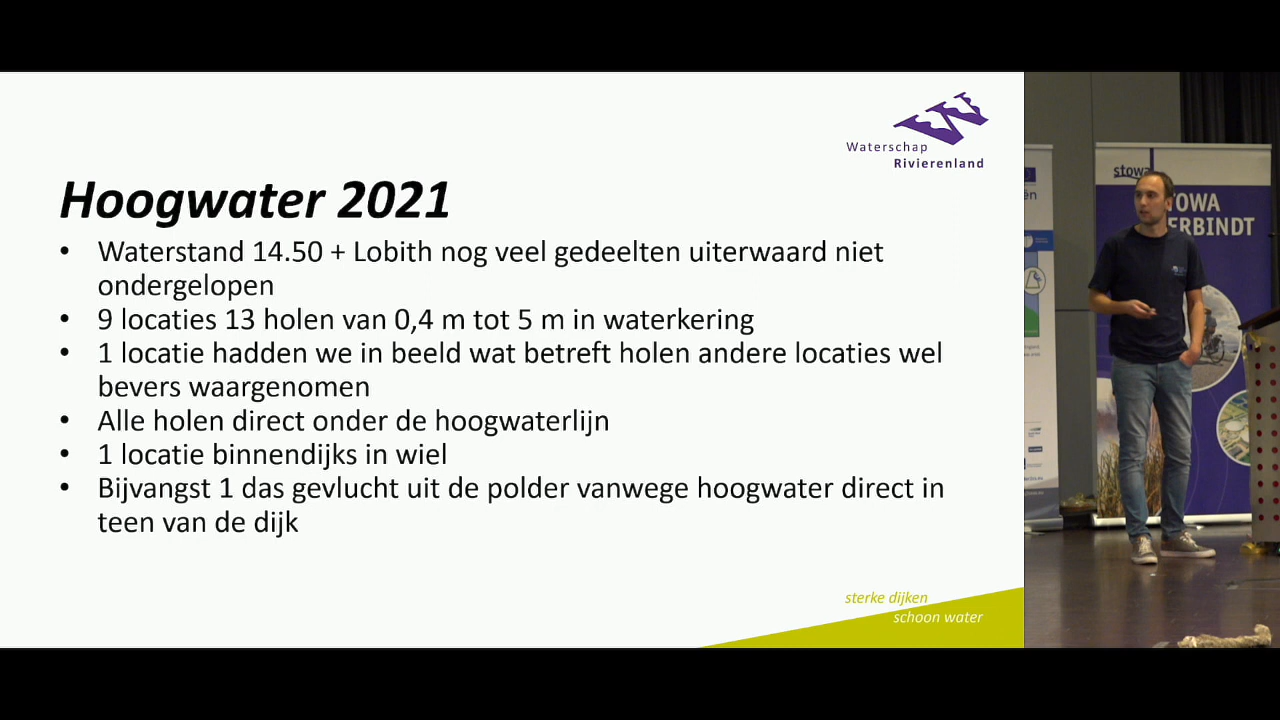 Waterschap
Rivierenland
Hoogwater 2021
• Waterstand 14.50 + Lobith nog veel gedeelten uiterwaard niet
ondergelopen
• 9 locaties 13 holen van 0,4 m tot 5 m in waterkering
• 1 locatie hadden we in beeld wat betreft holen andere locaties wel
bevers waargenomen
• Alle holen direct onder de hoogwaterlijn
• 1 locatie binnendijks in wiel
• Bijvangst 1 das gevlucht uit de polder vanwege hoogwater direct in
teen van de dijk
sterke dijken
schoon water
stowa
TOWA
ERBINDT